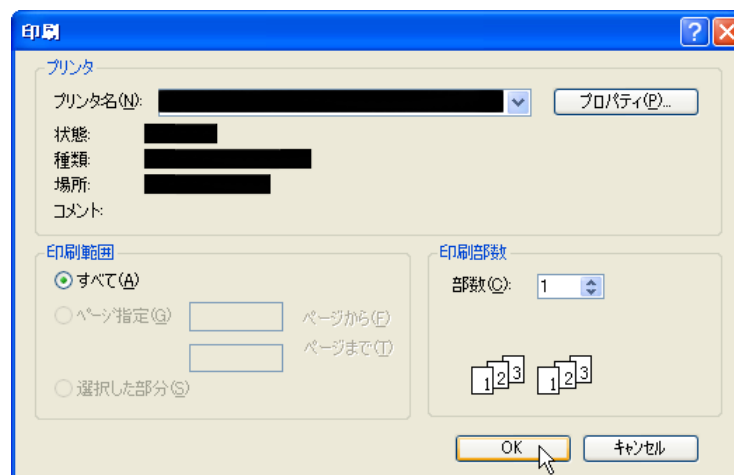 印刷
プリンタ
プリンタ名(N):
プロパティ(P)...
状態:
種類:
場所:
コメント:
印刷範囲
すべて(A)
ページ指定(G)
ページから(F)
ページまで(T)
選択した部分(S)
印刷部数
部数(C): 1
1 2 3 1 2 3
OK
キャンセル